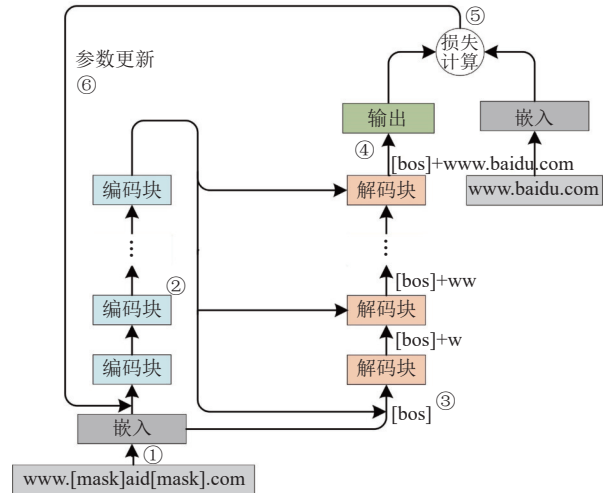 ⑤
损失
计算
参数更新
⑥
输出
嵌入
④
[bos]+www.baidu.com
编码块
解码块
www.baidu.com
⋮
⋮
②
[bos]+ww
编码块
解码块
[bos]+w
编码块
解码块
③
[bos]
嵌入
①
www.[mask]aid[mask].com